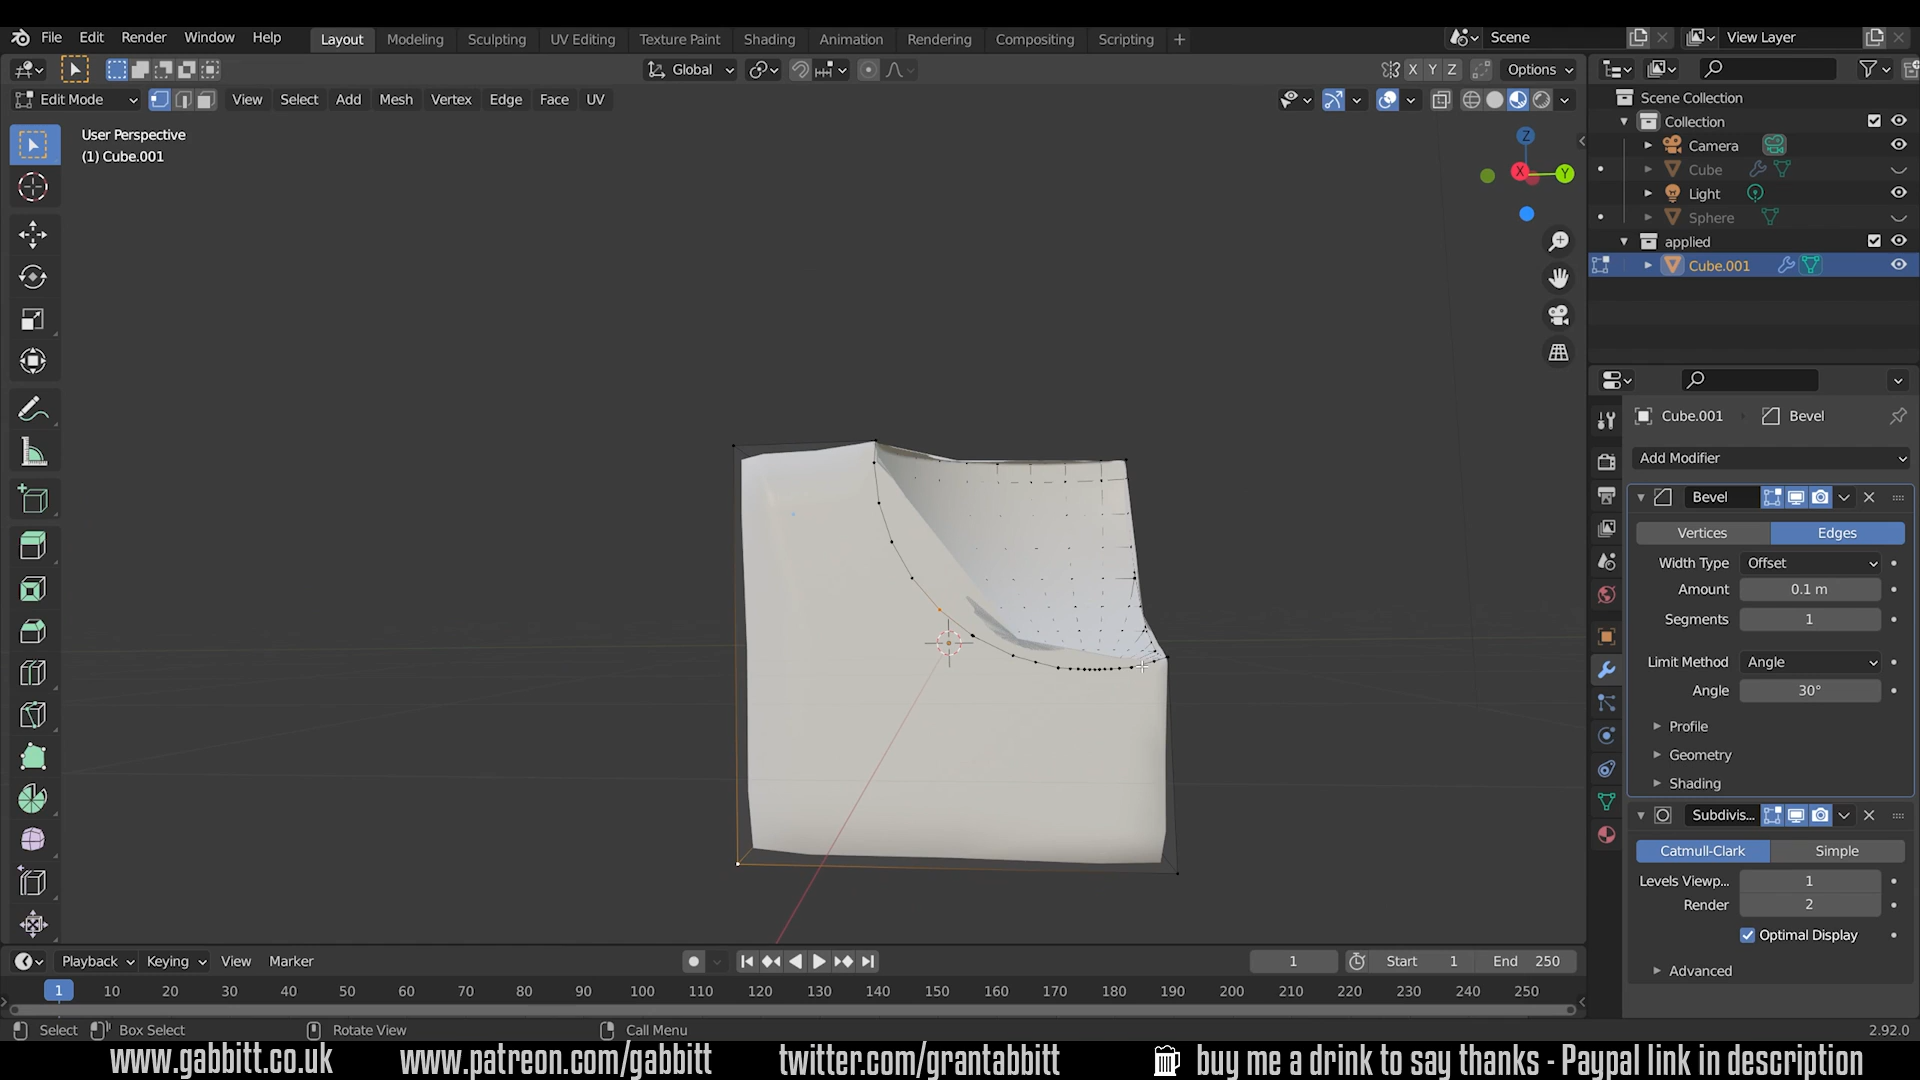 File Edit Render Window Help Layout Modeling Sculpting UV Editing Texture Paint Shading Animation Rendering Compositing Scripting + Scene View Layer
Global X Y Z Options
Edit Mode View Select Add Mesh Vertex Edge Face UV
User Perspective
(1) Cube.001
Z
X
Y
Scene Collection
Collection
Camera
Cube
Light
Sphere
applied
Cube.001
Cube.001 Bevel
Add Modifier
Bevel
Vertices Edges
Width Type Offset
Amount 0.1 m
Segments 1
Limit Method Angle
Angle 30°
Profile
Geometry
Shading
Subdivis...
Catmull-Clark Simple
Levels Viewp... 1
Render 2
Optimal Display
Advanced
Playback Keying View Marker 1 Start 1 End 250
1 10 20 30 40 50 60 70 80 90 100 110 120 130 140 150 160 170 180 190 200 210 220 230 240 250
Select Box Select Rotate View Call Menu 2.92.0
www.gabbitt.co.uk www.patreon.com/gabbitt twitter.com/grantabbitt buy me a drink to say thanks - Paypal link in description